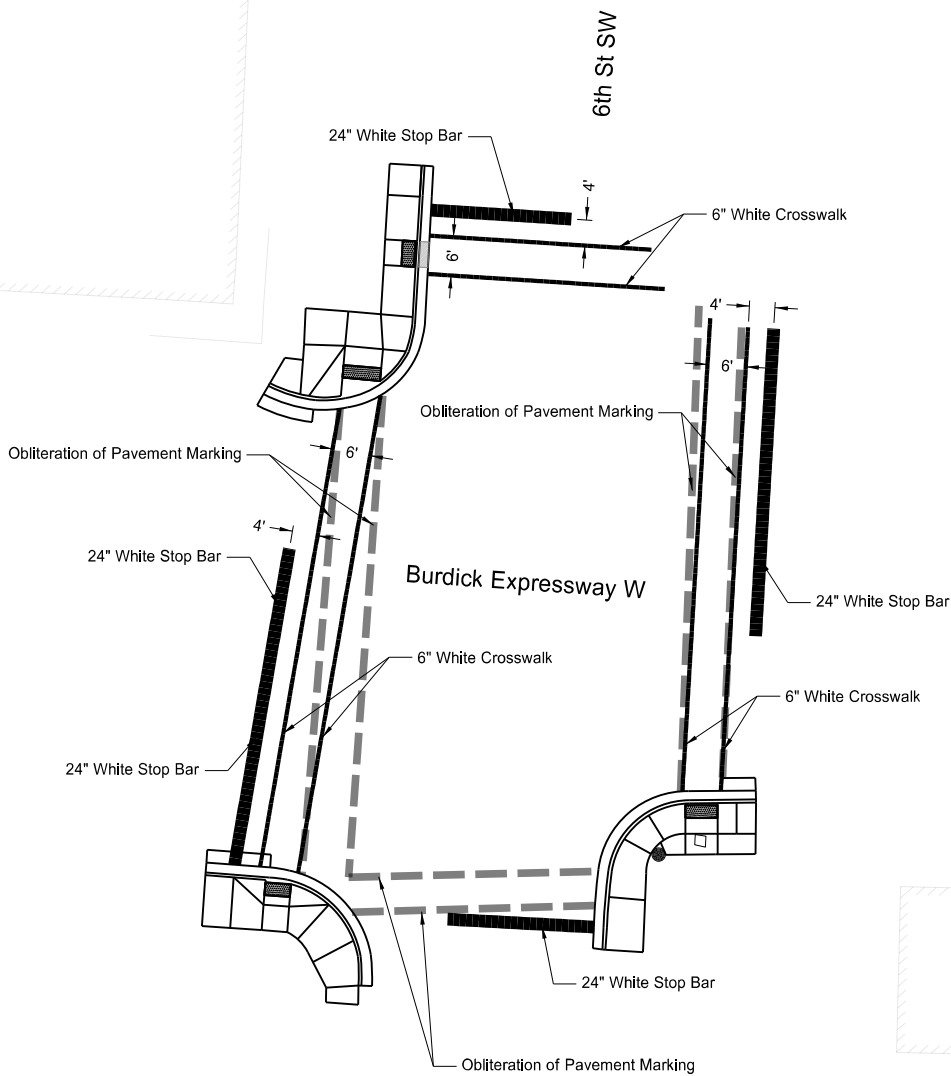 6th St SW
24" White Stop Bar
4'
6" White Crosswalk
6'
4'
6'
Obliteration of Pavement Marking
Obliteration of Pavement Marking
6'
4'
24" White Stop Bar
Burdick Expressway W
24" White Stop Bar
6" White Crosswalk
6" White Crosswalk
24" White Stop Bar
24" White Stop Bar
Obliteration of Pavement Marking